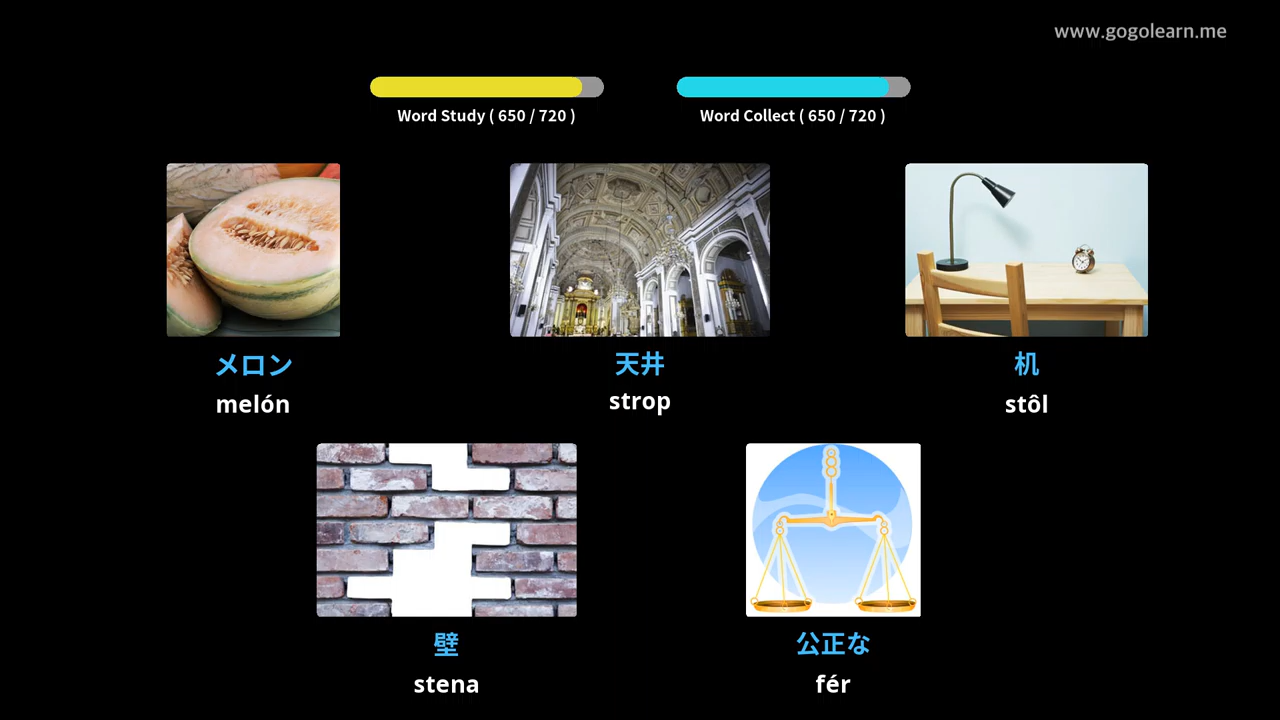 www.gogolearn.me
Word Study ( 650 / 720 )
Word Collect ( 650 / 720 )
メロン
melón
天井
strop
机
stôl
壁
stena
公正な
fér